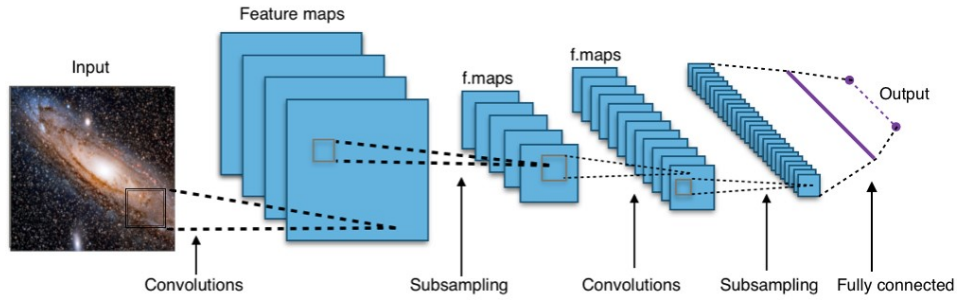 Feature maps
Input
f.maps
f.maps
Output
Convolutions
Subsampling
Convolutions
Subsampling
Fully connected